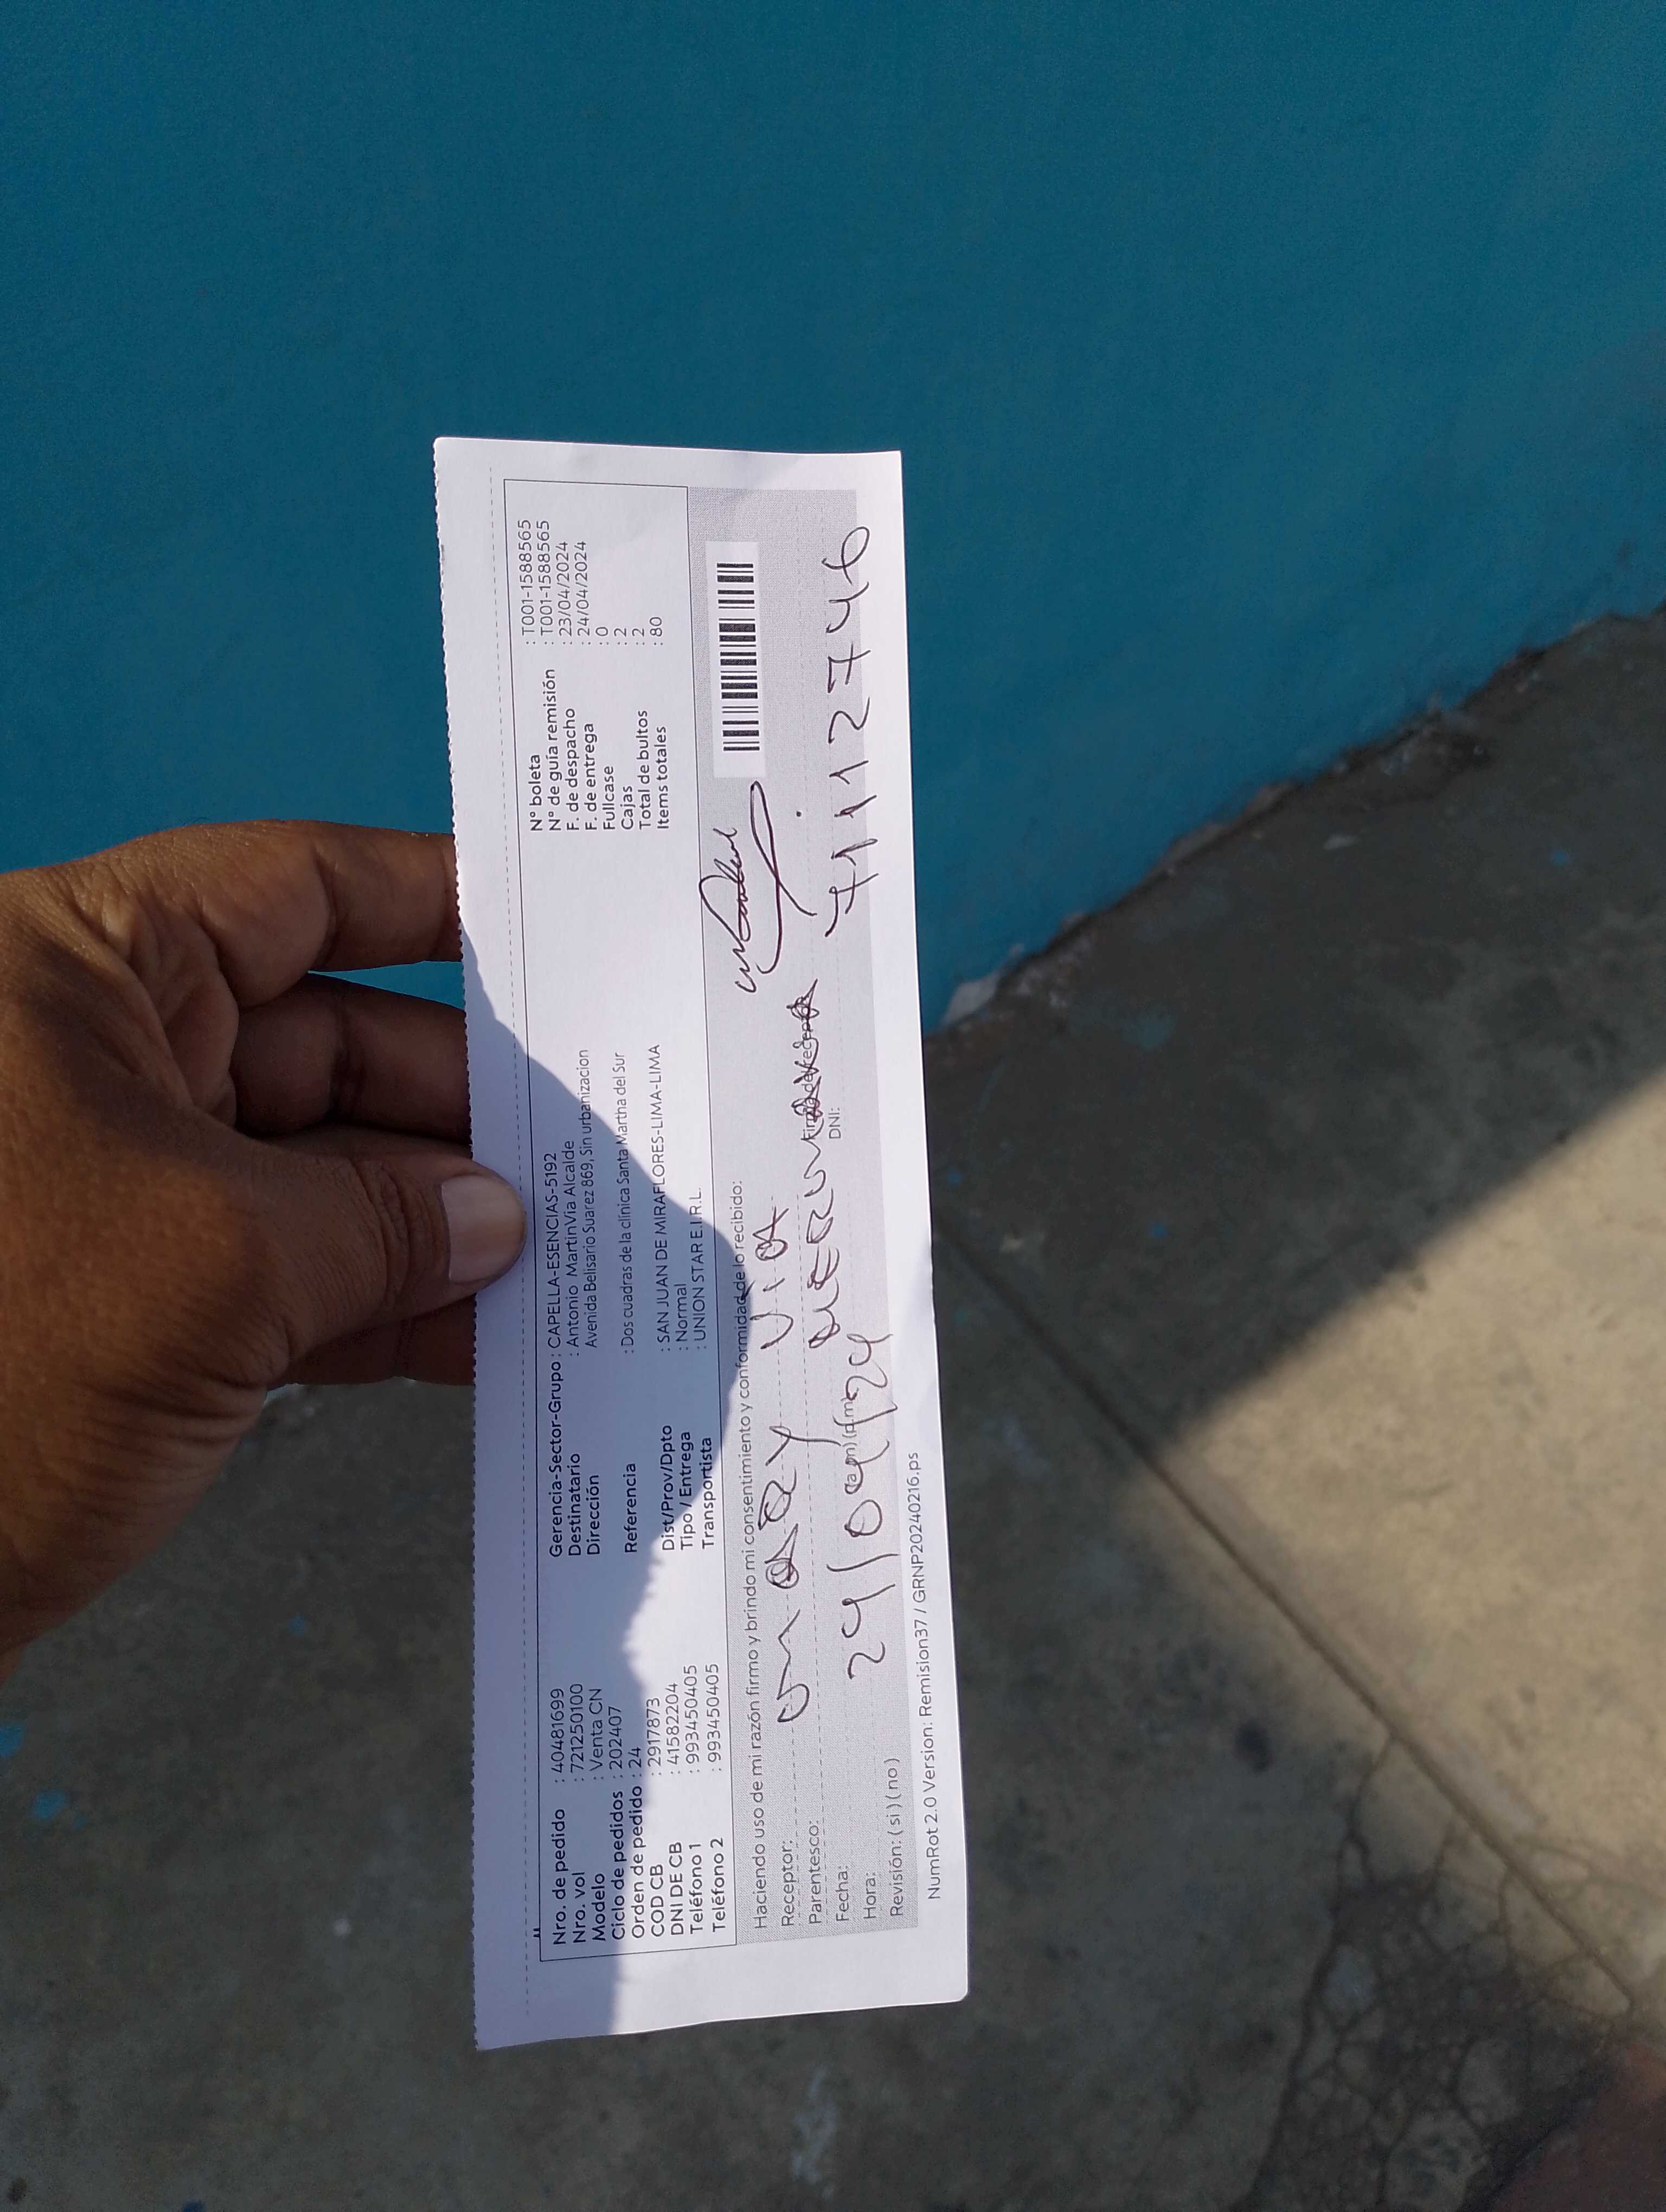 Nro. de pedido : 40481699
Nro. vol : 721250100
Modelo : Venta CN
Ciclo de pedidos : 202407
Orden de pedido : 24
COD CB : 2917873
DNI DE CB : 41582204
Teléfono 1 : 993450405
Teléfono 2 : 993450405
Gerencia-Sector-Grupo : CAPELLA-ESENCIAS-5192
Destinatario : Antonio MartinVia Alcalde
Dirección Avenida Belisario Suarez 869, Sin urbanizacion
Referencia : Dos cuadras de la clinica Santa Martha del Sur
Dist/Prov/Dpto : SAN JUAN DE MIRAFLORES-LIMA-LIMA
Tipo / Entrega : Normal
Transportista : UNION STAR E.I.R.L.
N° boleta : T001-1588565
N° de guía remisión : T001-1588565
F. de despacho : 23/04/2024
F. de entrega : 24/04/2024
Fullcase : 0
Cajas : 2
Total de bultos : 2
Items totales : 80
Haciendo uso de mi razón firmo y brindo mi consentimiento y conformidad de lo recibido:
Receptor: VIA
Parentesco:
Fecha: 24/04/24
Hora: (a.m) (p.m)
Revisión: ( si ) ( no )
Firma del receptor
DNI: 71112746
NumRot 2.0 Version: Remision37 / GRNP20240216.ps